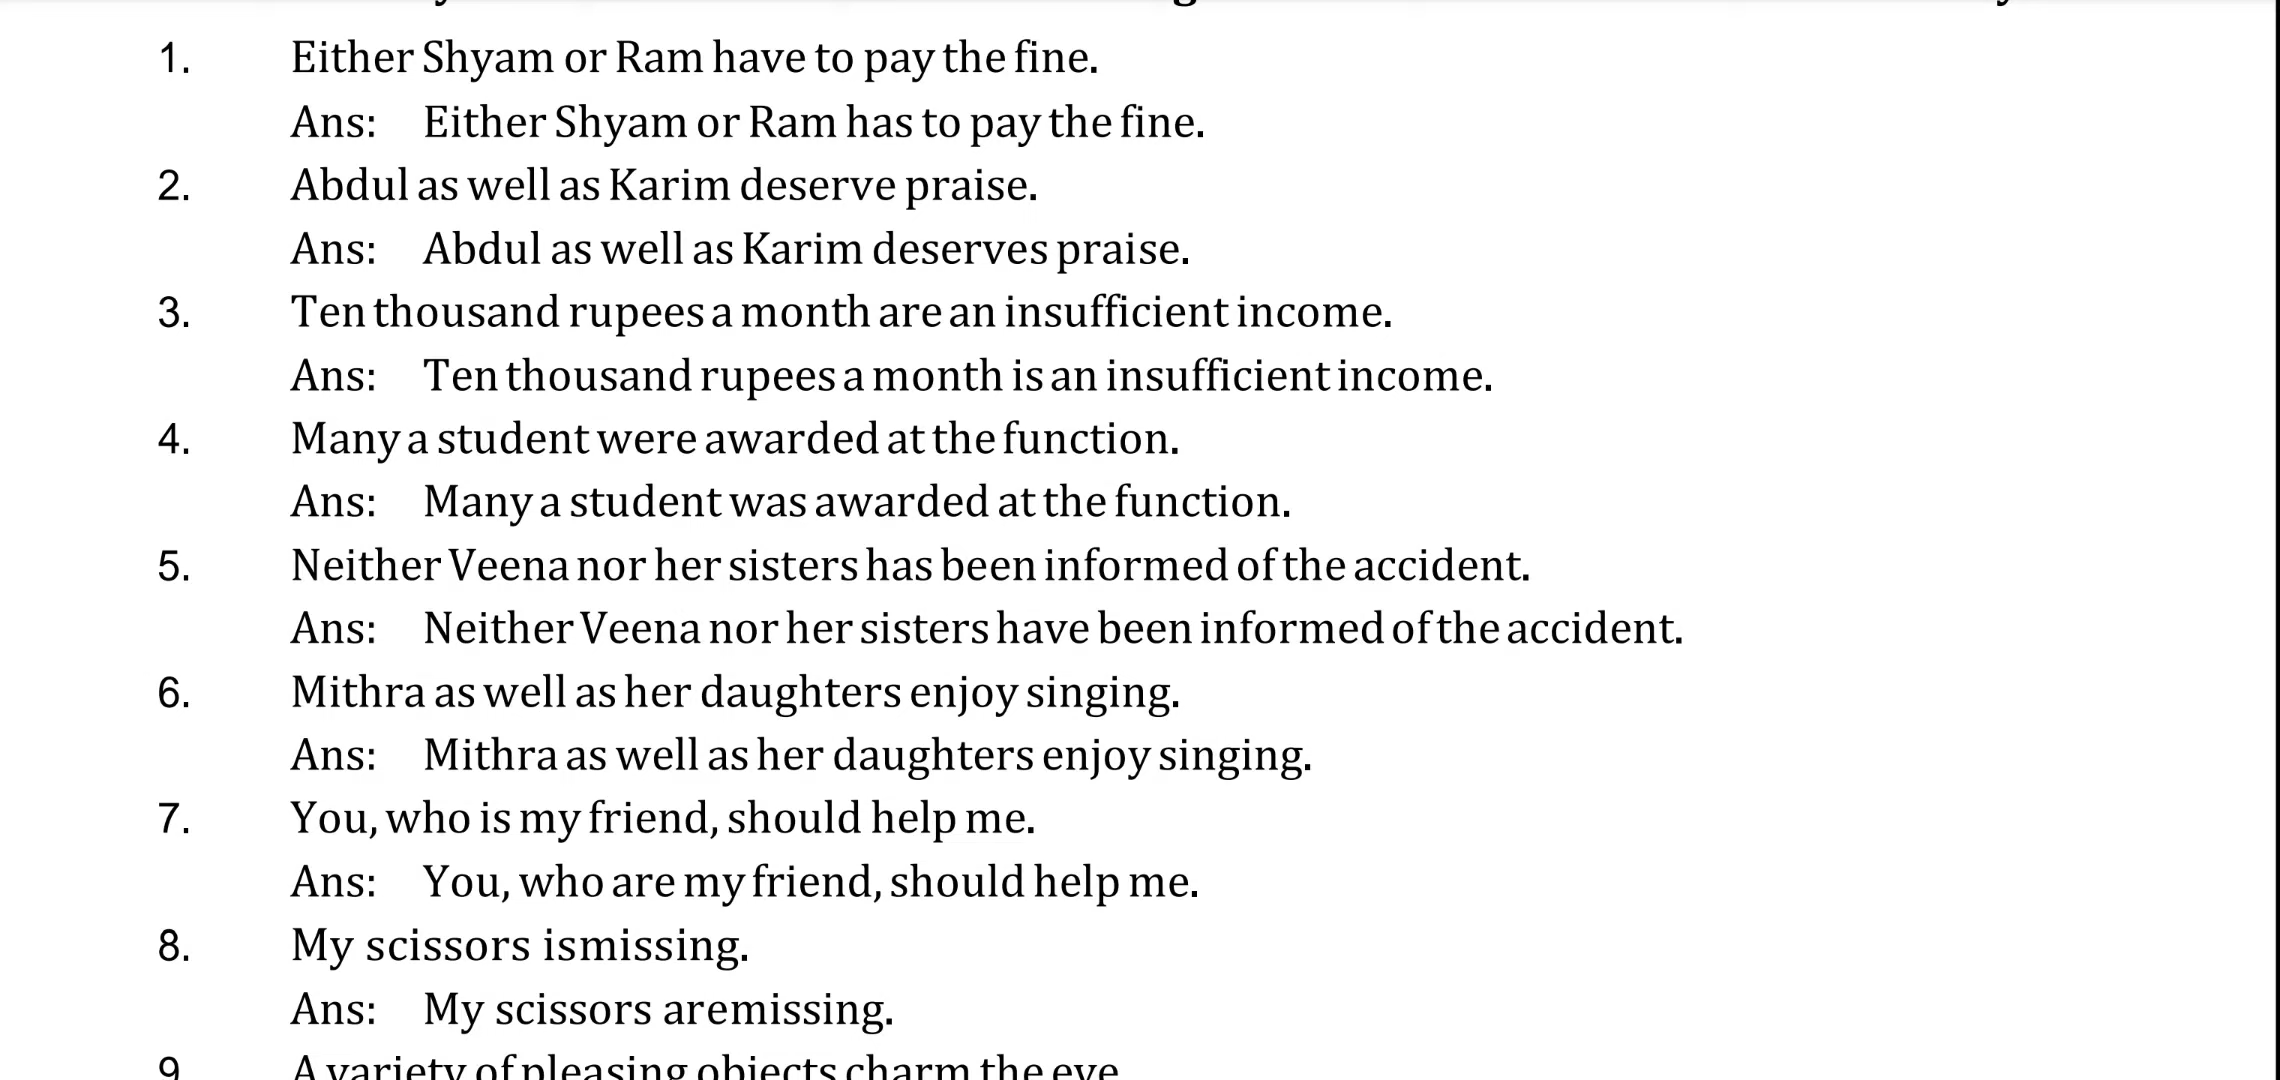 1. Either Shyam or Ram have to pay the fine.
Ans: Either Shyam or Ram has to pay the fine.
2. Abdul as well as Karim deserve praise.
Ans: Abdul as well as Karim deserves praise.
3. Ten thousand rupees a month are an insufficient income.
Ans: Ten thousand rupees a month is an insufficient income.
4. Many a student were awarded at the function.
Ans: Many a student was awarded at the function.
5. Neither Veena nor her sisters has been informed of the accident.
Ans: Neither Veena nor her sisters have been informed of the accident.
6. Mithra as well as her daughters enjoy singing.
Ans: Mithra as well as her daughters enjoy singing.
7. You, who is my friend, should help me.
Ans: You, who are my friend, should help me.
8. My scissors ismissing.
Ans: My scissors aremissing.
9. A variety of pleasing objects charm the eye